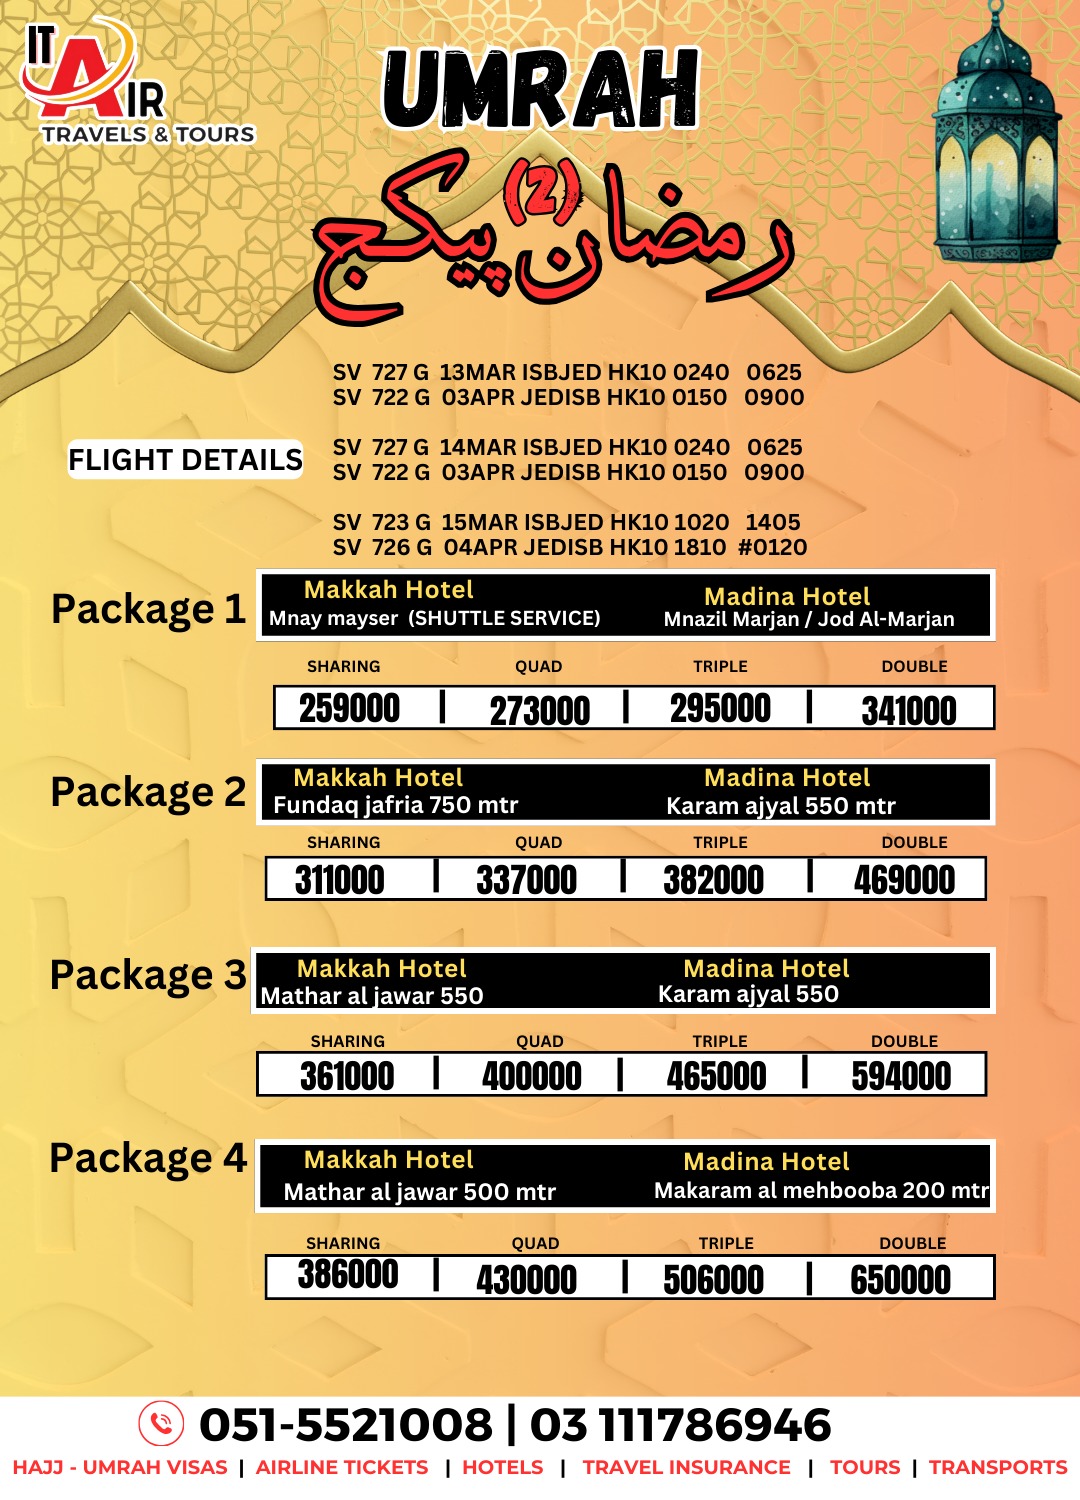 IT
AIR
TRAVELS & TOURS
UMRAH
رمضان پیکج (2)
SV 727 G 13MAR ISBJED HK10 0240 0625
SV 722 G 03APR JEDISB HK10 0150 0900
FLIGHT DETAILS
SV 727 G 14MAR ISBJED HK10 0240 0625
SV 722 G 03APR JEDISB HK10 0150 0900
SV 723 G 15MAR ISBJED HK10 1020 1405
SV 726 G 04APR JEDISB HK10 1810 #0120
Package 1
Makkah Hotel Madina Hotel
Mnay mayser (SHUTTLE SERVICE) Mnazil Marjan / Jod Al-Marjan
SHARING QUAD TRIPLE DOUBLE
259000 | 273000 | 295000 | 341000
Package 2
Makkah Hotel Madina Hotel
Fundaq jafria 750 mtr Karam ajyal 550 mtr
SHARING QUAD TRIPLE DOUBLE
311000 | 337000 | 382000 | 469000
Package 3
Makkah Hotel Madina Hotel
Mathar al jawar 550 Karam ajyal 550
SHARING QUAD TRIPLE DOUBLE
361000 | 400000 | 465000 | 594000
Package 4
Makkah Hotel Madina Hotel
Mathar al jawar 500 mtr Makaram al mehbooba 200 mtr
SHARING QUAD TRIPLE DOUBLE
386000 | 430000 | 506000 | 650000
051-5521008 | 03 111786946
HAJJ - UMRAH VISAS | AIRLINE TICKETS | HOTELS | TRAVEL INSURANCE | TOURS | TRANSPORTS